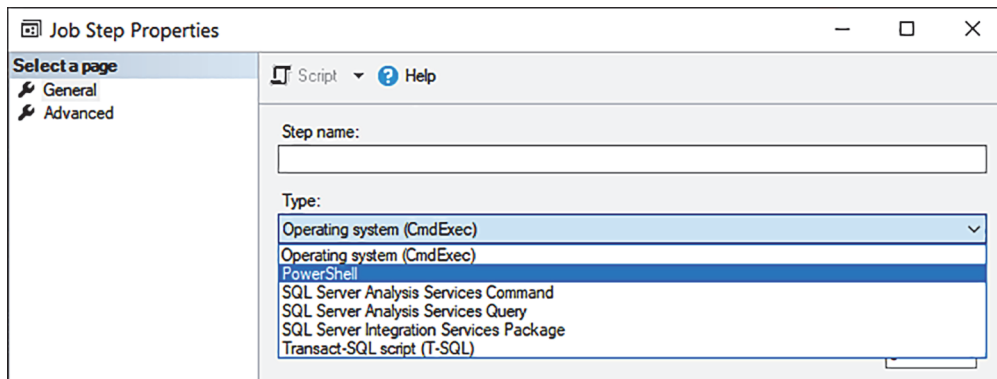 Job Step Properties
Select a page
General
Advanced
Script
Help
Step name:
Type:
Operating system (CmdExec)
Operating system (CmdExec)
PowerShell
SQL Server Analysis Services Command
SQL Server Analysis Services Query
SQL Server Integration Services Package
Transact-SQL script (T-SQL)